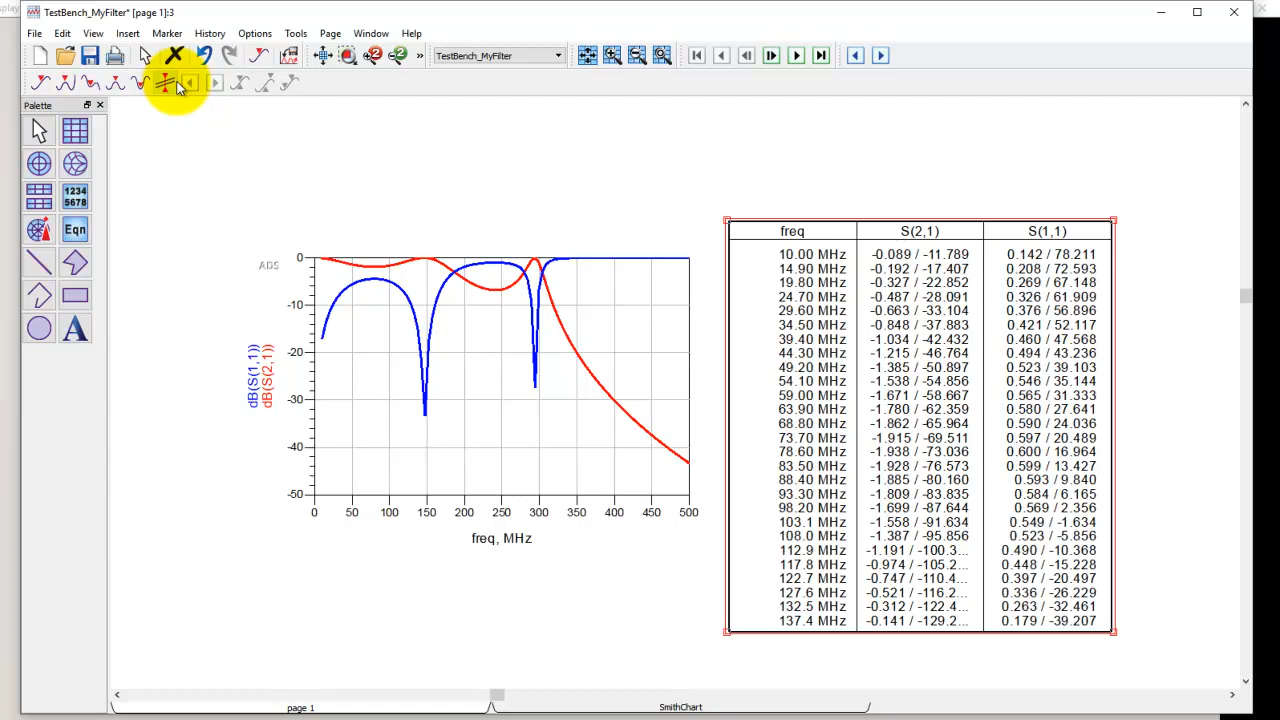 TestBench_MyFilter* [page 1]:3
File Edit View Insert Marker History Options Tools Page Window Help
» TestBench_MyFilter
Palette
1234
5678
Eqn
A
ADS
0
-10
-20
-30
-40
-50
dB(S(1,1))
dB(S(2,1))
0 50 100 150 200 250 300 350 400 450 500
freq, MHz
freq S(2,1) S(1,1)
10.00 MHz -0.089 / -11.789 0.142 / 78.211
14.90 MHz -0.192 / -17.407 0.208 / 72.593
19.80 MHz -0.327 / -22.852 0.269 / 67.148
24.70 MHz -0.487 / -28.091 0.326 / 61.909
29.60 MHz -0.663 / -33.104 0.376 / 56.896
34.50 MHz -0.848 / -37.883 0.421 / 52.117
39.40 MHz -1.034 / -42.432 0.460 / 47.568
44.30 MHz -1.215 / -46.764 0.494 / 43.236
49.20 MHz -1.385 / -50.897 0.523 / 39.103
54.10 MHz -1.538 / -54.856 0.546 / 35.144
59.00 MHz -1.671 / -58.667 0.565 / 31.333
63.90 MHz -1.780 / -62.359 0.580 / 27.641
68.80 MHz -1.862 / -65.964 0.590 / 24.036
73.70 MHz -1.915 / -69.511 0.597 / 20.489
78.60 MHz -1.938 / -73.036 0.600 / 16.964
83.50 MHz -1.928 / -76.573 0.599 / 13.427
88.40 MHz -1.885 / -80.160 0.593 / 9.840
93.30 MHz -1.809 / -83.835 0.584 / 6.165
98.20 MHz -1.699 / -87.644 0.569 / 2.356
103.1 MHz -1.558 / -91.634 0.549 / -1.634
108.0 MHz -1.387 / -95.856 0.523 / -5.856
112.9 MHz -1.191 / -100.3... 0.490 / -10.368
117.8 MHz -0.974 / -105.2... 0.448 / -15.228
122.7 MHz -0.747 / -110.4... 0.397 / -20.497
127.6 MHz -0.521 / -116.2... 0.336 / -26.229
132.5 MHz -0.312 / -122.4... 0.263 / -32.461
137.4 MHz -0.141 / -129.2... 0.179 / -39.207
page 1 SmithChart